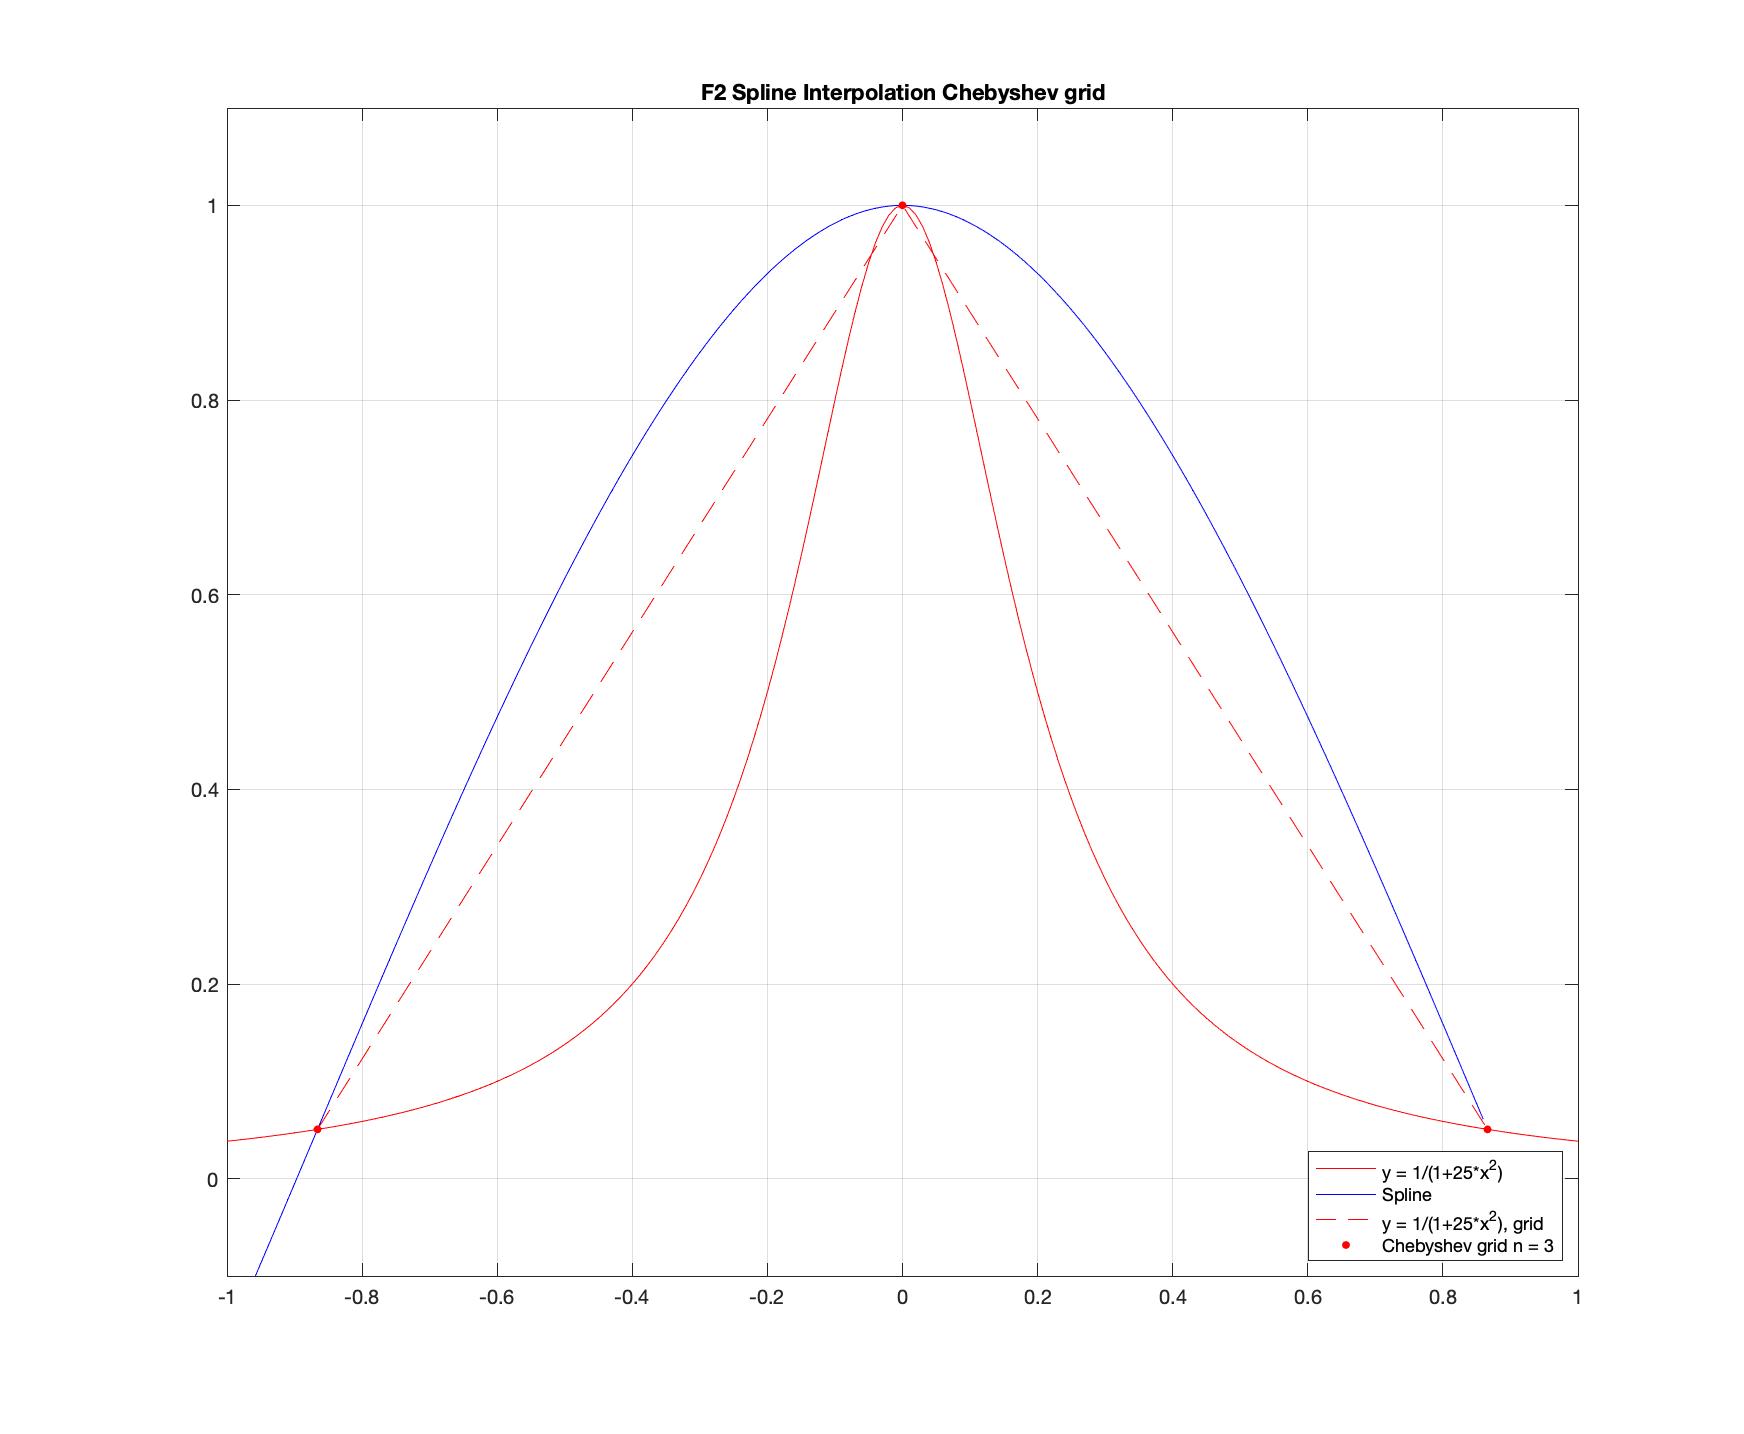 F2 Spline Interpolation Chebyshev grid
1
0.8
0.6
0.4
0.2
0
-1 -0.8 -0.6 -0.4 -0.2 0 0.2 0.4 0.6 0.8 1
y = 1/(1+25*x²)
Spline
y = 1/(1+25*x²), grid
Chebyshev grid n = 3